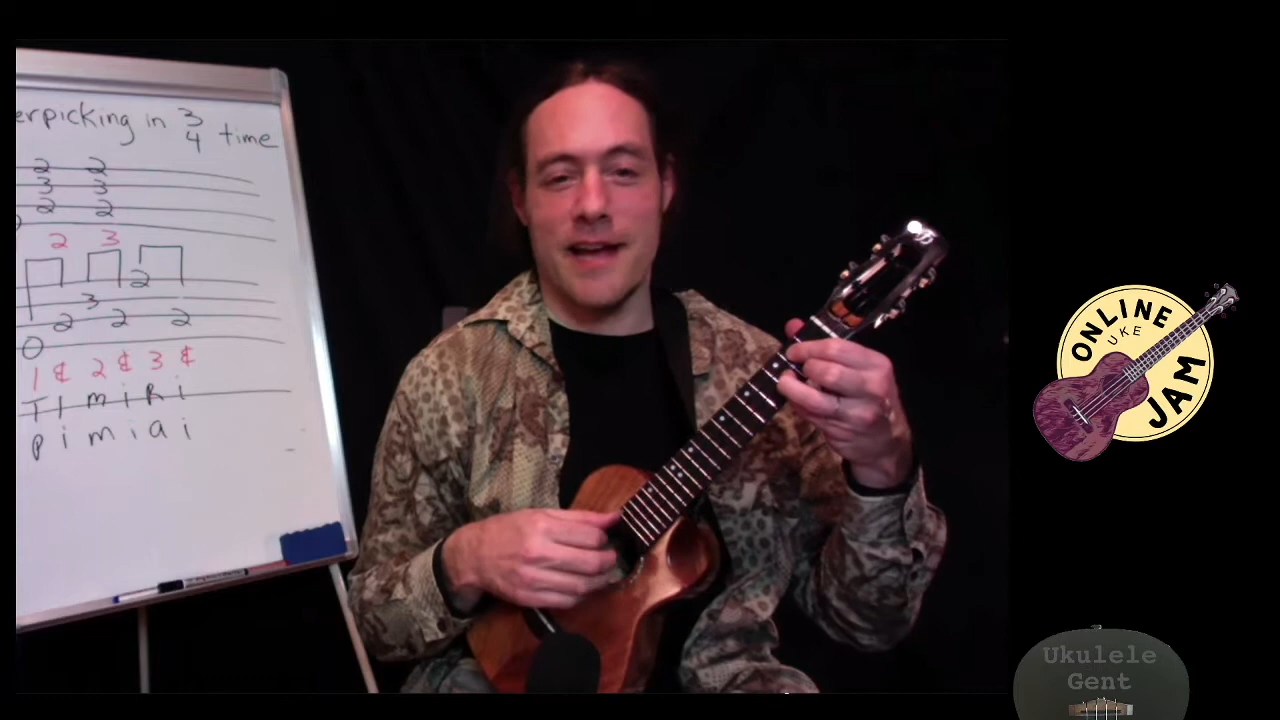 erpicking in 3/4 time
2 2
3 3
2 2
2 3
2
3
2 2 2
0
1 & 2 & 3 &
T I m i R i
p i m i a i
ONLINE
UKE
JAM
Ukulele
Gent